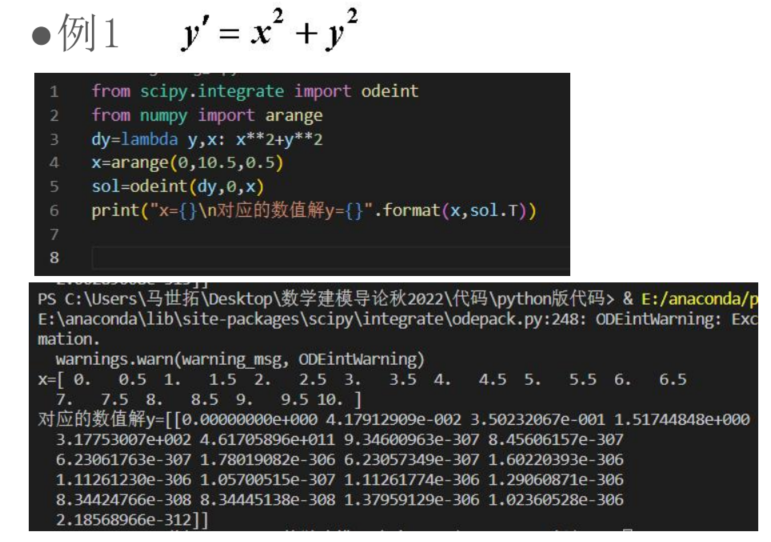 ●例1 y′ = x² + y²
1 from scipy.integrate import odeint
2 from numpy import arange
3 dy=lambda y,x: x**2+y**2
4 x=arange(0,10.5,0.5)
5 sol=odeint(dy,0,x)
6 print("x={}\n对应的数值解y={}".format(x,sol.T))
7
8
PS C:\Users\马世拓\Desktop\数学建模导论秋2022\代码\python版代码> & E:/anaconda/p
E:\anaconda\lib\site-packages\scipy\integrate\odepack.py:248: ODEintWarning: Exc
mation.
warnings.warn(warning_msg, ODEintWarning)
x=[ 0. 0.5 1. 1.5 2. 2.5 3. 3.5 4. 4.5 5. 5.5 6. 6.5
7. 7.5 8. 8.5 9. 9.5 10. ]
对应的数值解y=[[0.00000000e+000 4.17912909e-002 3.50232067e-001 1.51744848e+000
3.17753007e+002 4.61705896e+011 9.34600963e-307 8.45606157e-307
6.23061763e-307 1.78019082e-306 6.23057349e-307 1.60220393e-306
1.11261230e-306 1.05700515e-307 1.11261774e-306 1.29060871e-306
8.34424766e-308 8.34445138e-308 1.37959129e-306 1.02360528e-306
2.18568966e-312]]